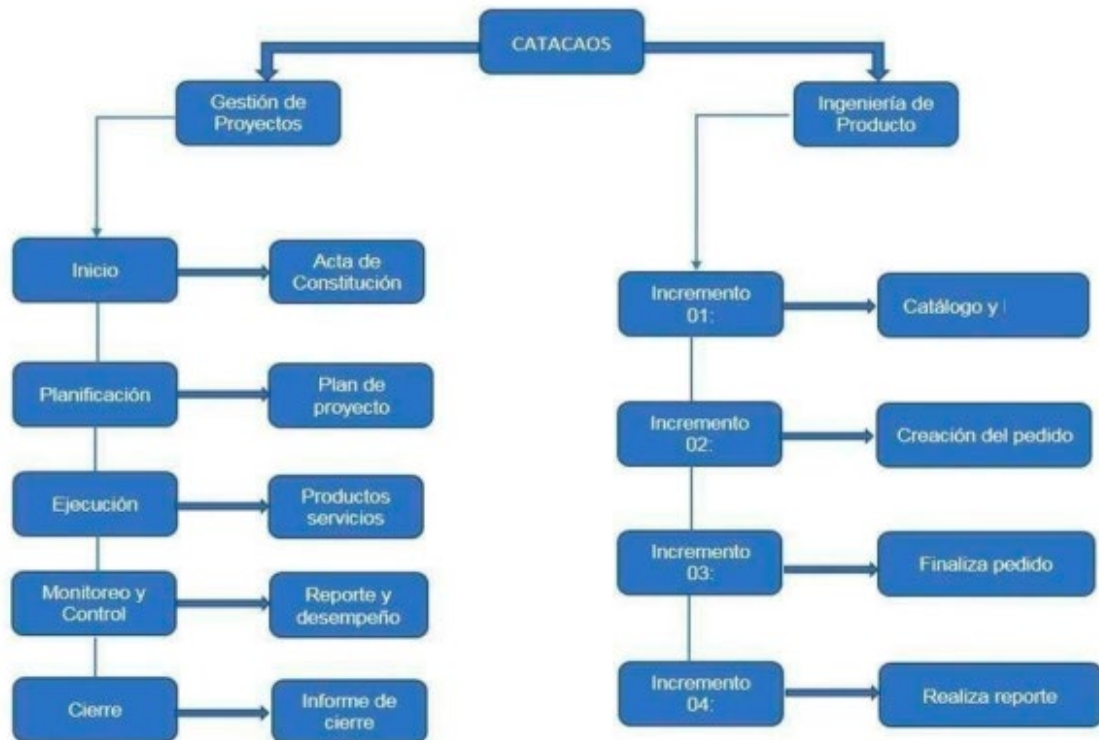 CATACAOS
Gestión de
Proyectos
Ingeniería de
Producto
Inicio
Acta de
Constitución
Planificación
Plan de
proyecto
Ejecución
Productos
servicios
Monitoreo y
Control
Reporte y
desempeño
Cierre
Informe de
cierre
Incremento
01:
Catálogo y
Incremento
02:
Creación del pedido
Incremento
03:
Finaliza pedido
Incremento
04:
Realiza reporte